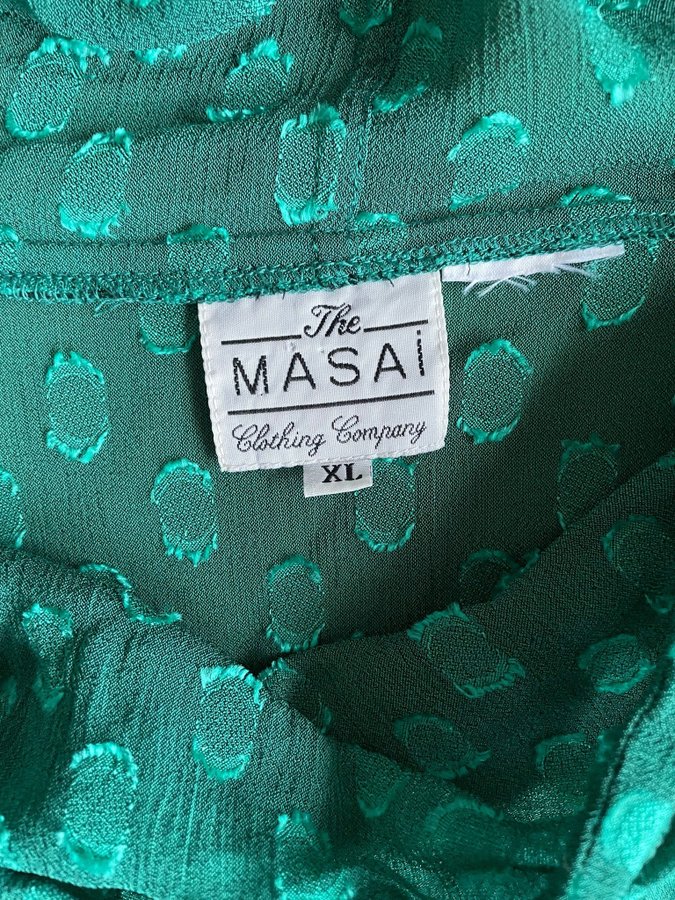 The
MASAi
Clothing Company
XL